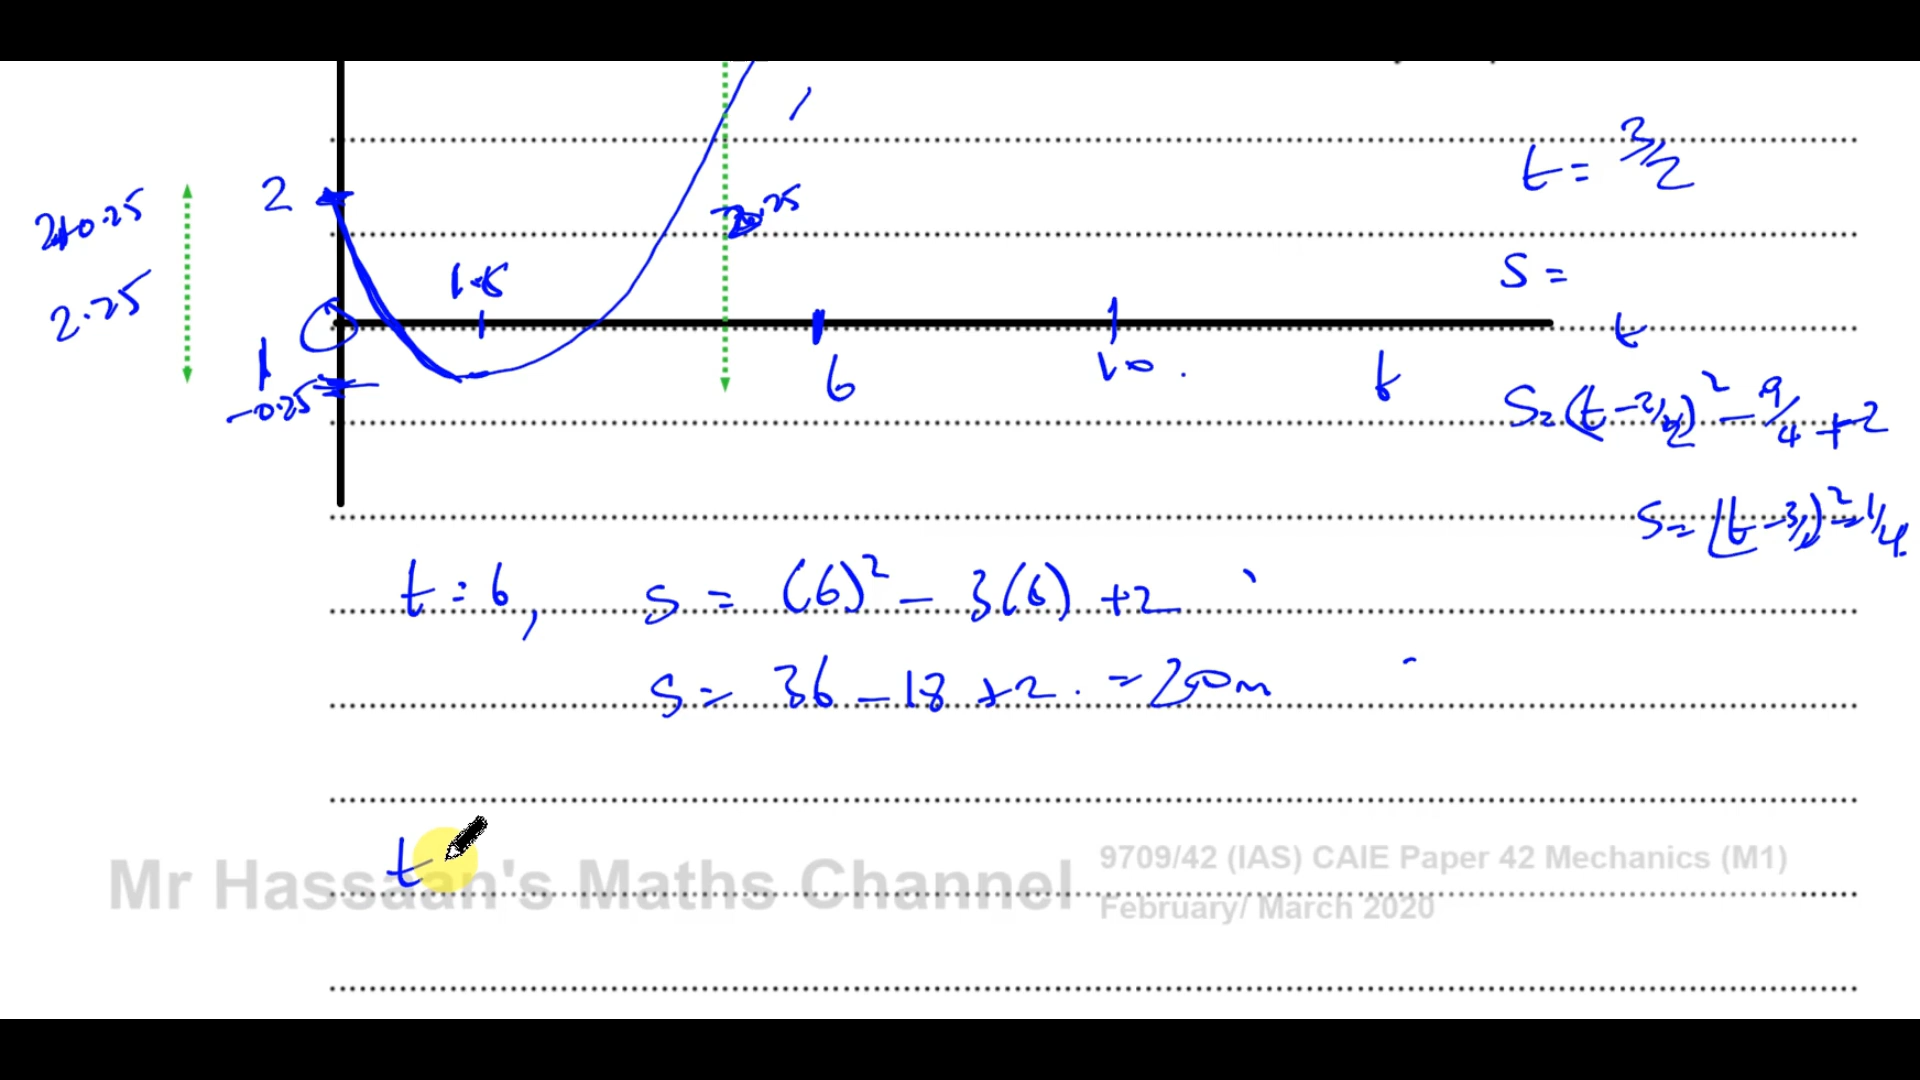 t = 3/2
2
2+0.25
20.25
1.5
S =
2.25
t
6
10.
t
-0.25
S = (t - 3/2)² - 9/4 + 2
S = (t - 3/2)² - 1/4
t = 6, s = (6)² - 3(6) + 2
s = 36 - 18 + 2. = 20m
t
Mr Hassaan's Maths Channel
9709/42 (IAS) CAIE Paper 42 Mechanics (M1)
February/ March 2020